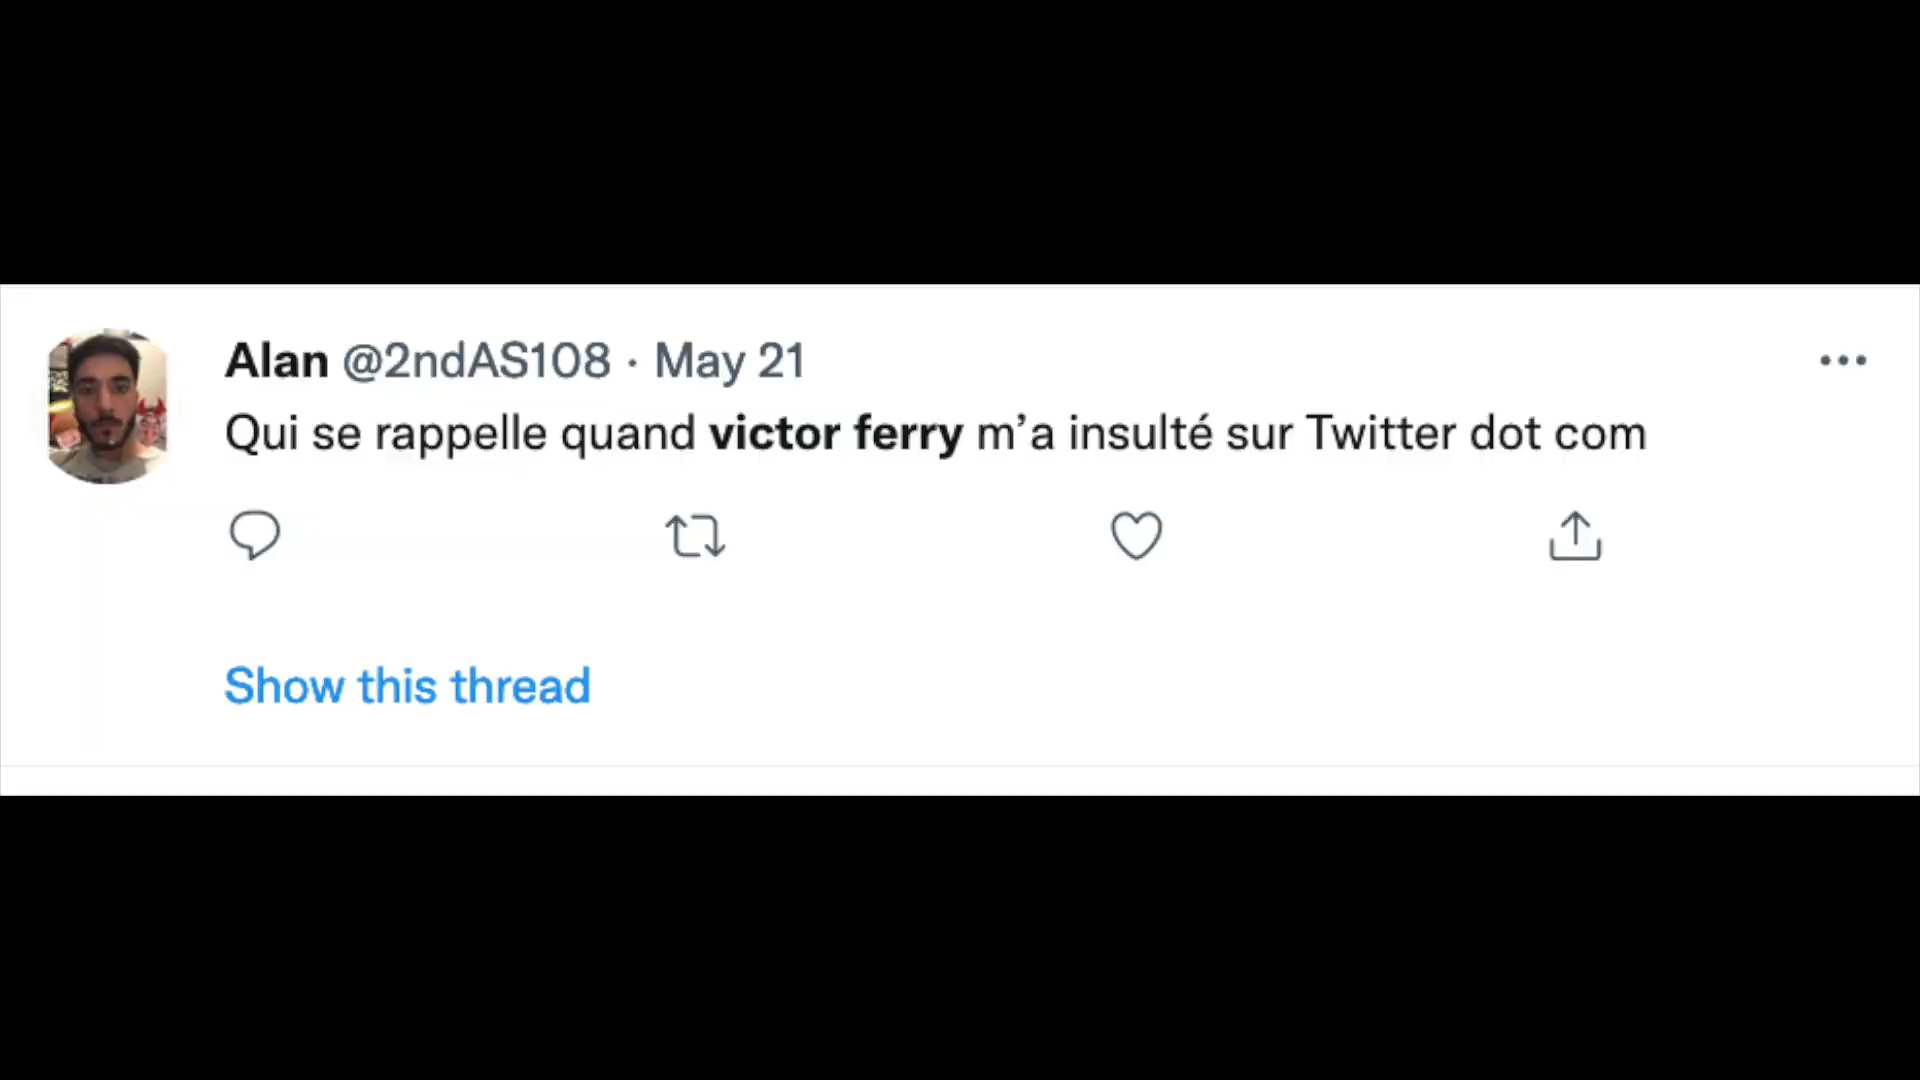 Alan @2ndAS108 · May 21
Qui se rappelle quand victor ferry m’a insulté sur Twitter dot com
Show this thread